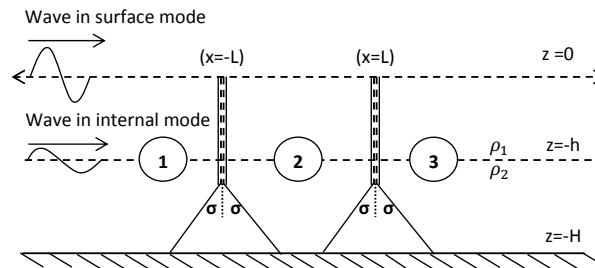 Wave in surface mode
(x=-L) (x=L) z =0
Wave in internal mode
1 2 3 ρ1 z=-h
ρ2
σ σ σ σ
z=-H